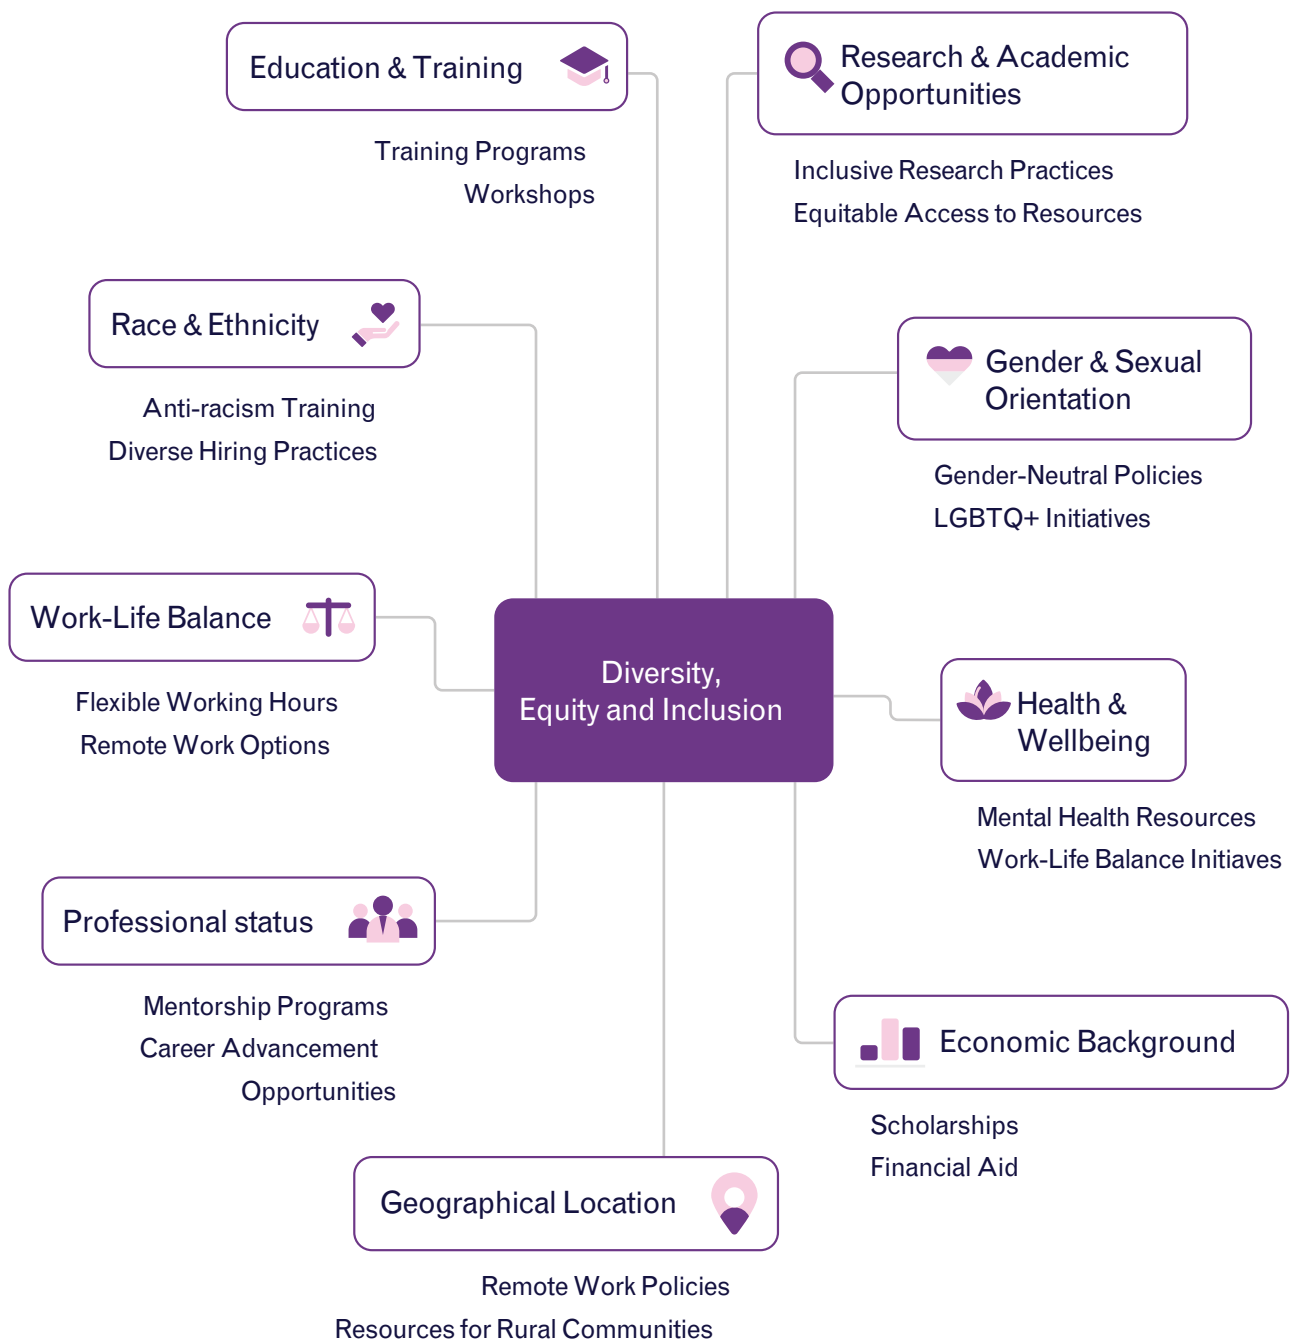 Education & Training
Training Programs
Workshops
Research & Academic
Opportunities
Inclusive Research Practices
Equitable Access to Resources
Race & Ethnicity
Anti-racism Training
Diverse Hiring Practices
Gender & Sexual
Orientation
Gender-Neutral Policies
LGBTQ+ Initiatives
Work-Life Balance
Flexible Working Hours
Remote Work Options
Diversity,
Equity and Inclusion
Health &
Wellbeing
Mental Health Resources
Work-Life Balance Initiaves
Professional status
Mentorship Programs
Career Advancement
Opportunities
Economic Background
Scholarships
Financial Aid
Geographical Location
Remote Work Policies
Resources for Rural Communities